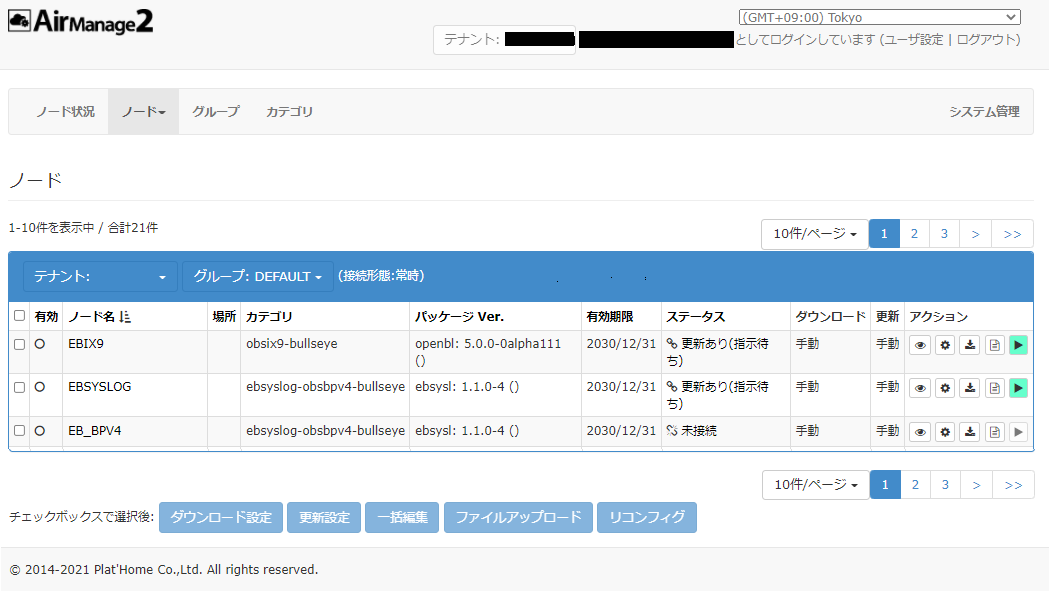 AirManage2
(GMT+09:00) Tokyo
テナント: としてログインしています (ユーザ設定 | ログアウト)
ノード状況 ノード グループ カテゴリ システム管理
ノード
1-10件を表示中 / 合計21件
10件/ページ 1 2 3 > >>
テナント: グループ: DEFAULT (接続形態:常時)
有効 ノード名 場所 カテゴリ パッケージ Ver. 有効期限 ステータス ダウンロード 更新 アクション
EBIX9 obsix9-bullseye openbl: 5.0.0-0alpha111 2030/12/31 更新あり(指示待 手動 手動
() ち)
EBSYSLOG ebsyslog-obsbpv4-bullseye ebsysl: 1.1.0-4 () 2030/12/31 更新あり(指示待 手動 手動
ち)
EB_BPV4 ebsyslog-obsbpv4-bullseye ebsysl: 1.1.0-4 () 2030/12/31 未接続 手動 手動
10件/ページ 1 2 3 > >>
チェックボックスで選択後: ダウンロード設定 更新設定 一括編集 ファイルアップロード リコンフィグ
© 2014-2021 Plat'Home Co.,Ltd. All rights reserved.